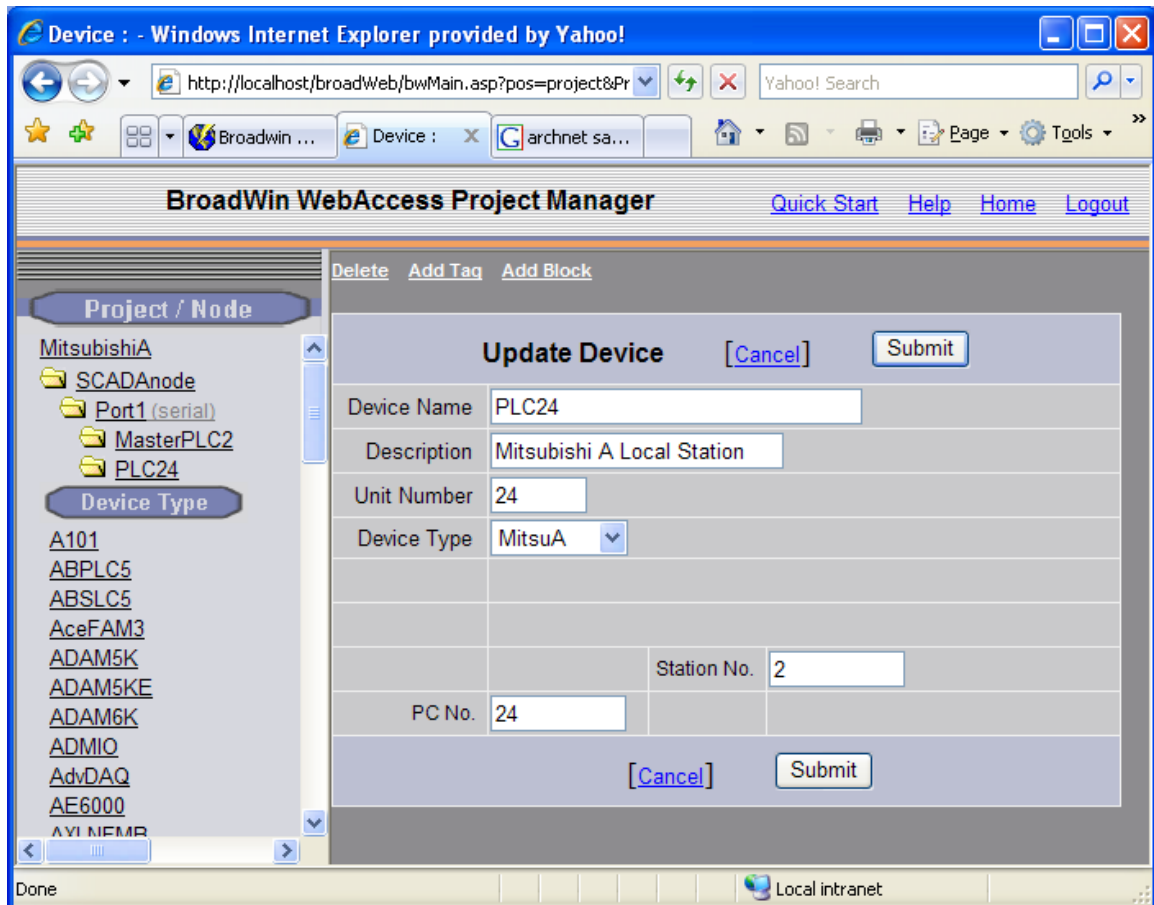 Device : - Windows Internet Explorer provided by Yahoo!
http://localhost/broadWeb/bwMain.asp?pos=project&Pr
Yahoo! Search
Broadwin ...
Device :
archnet sa...
Page
Tools
BroadWin WebAccess Project Manager
Quick Start
Help
Home
Logout
Project / Node
MitsubishiA
SCADAnode
Port1 (serial)
MasterPLC2
PLC24
Device Type
A101
ABPLC5
ABSLC5
AceFAM3
ADAM5K
ADAM5KE
ADAM6K
ADMIO
AdvDAQ
AE6000
Delete Add Tag Add Block
Update Device [Cancel] Submit
Device Name PLC24
Description Mitsubishi A Local Station
Unit Number 24
Device Type MitsuA
Station No. 2
PC No. 24
[Cancel] Submit
Done
Local intranet